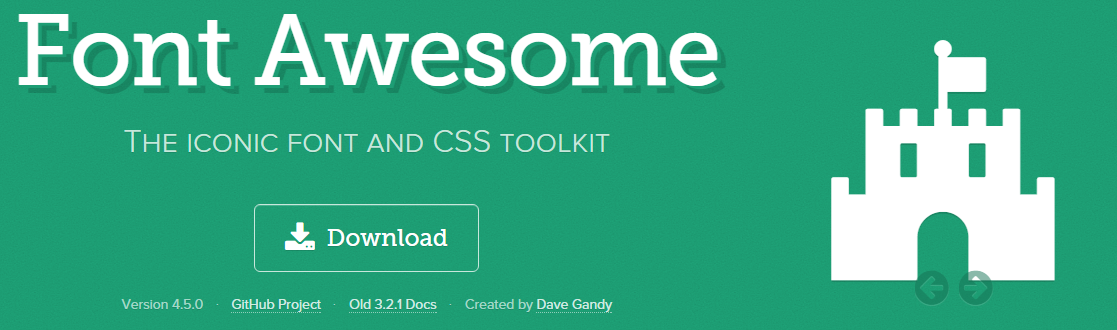 Font Awesome
The iconic font and CSS toolkit
Download
Version 4.5.0 · GitHub Project · Old 3.2.1 Docs · Created by Dave Gandy